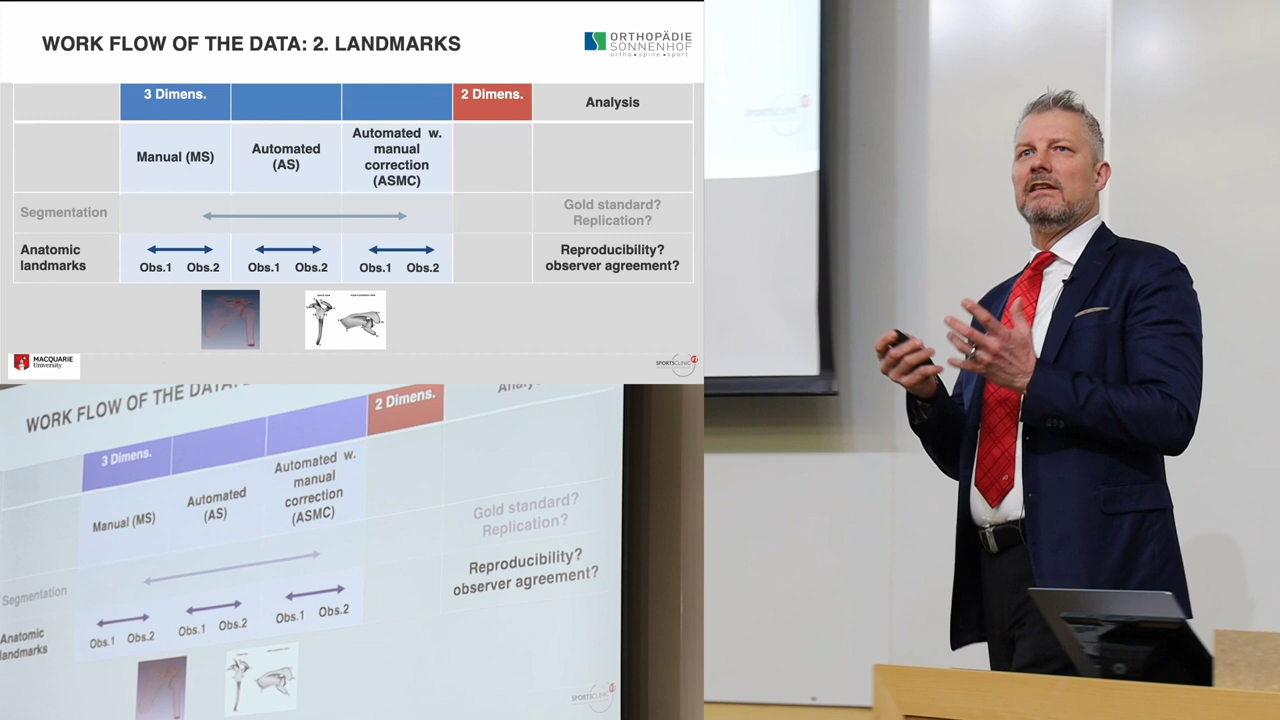 WORK FLOW OF THE DATA: 2. LANDMARKS
ORTHOPÄDIE
SONNENHOF
ortho • spine • sport
3 Dimens.
2 Dimens.
Analysis
Manual (MS)
Automated
(AS)
Automated w.
manual
correction
(ASMC)
Segmentation
Gold standard?
Replication?
Anatomic
landmarks
Obs.1 Obs.2
Obs.1 Obs.2
Obs.1 Obs.2
Reproducibility?
observer agreement?
MACQUARIE
University
SPORTSCLINIC
WORK FLOW OF THE DATA:
3 Dimens.
2 Dimens.
Manual (MS)
Automated
(AS)
Automated w.
manual
correction
(ASMC)
Segmentation
Gold standard?
Replication?
Anatomic
landmarks
Obs.1 Obs.2
Obs.1 Obs.2
Obs.1 Obs.2
Reproducibility?
observer agreement?
SPORTSCLINIC